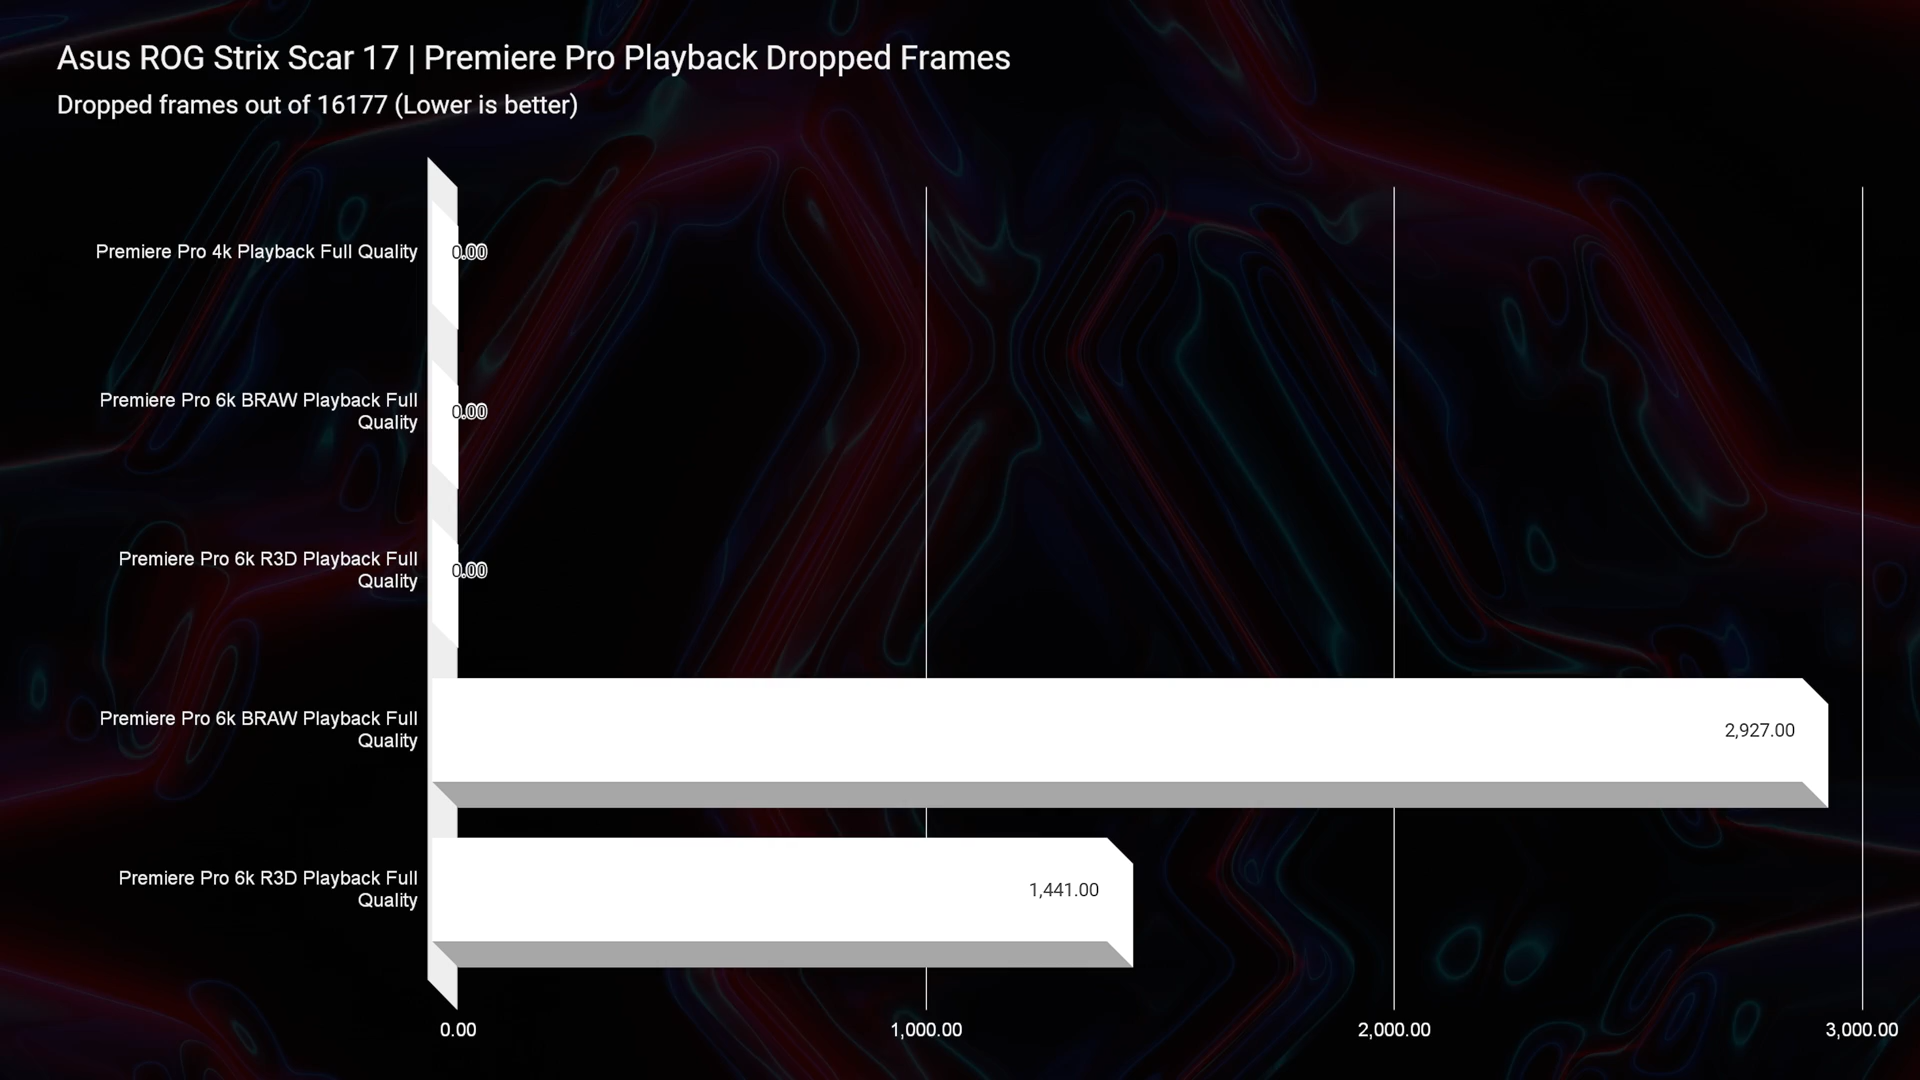 Asus ROG Strix Scar 17 | Premiere Pro Playback Dropped Frames
Dropped frames out of 16177 (Lower is better)
Premiere Pro 4k Playback Full Quality
0.00
Premiere Pro 6k BRAW Playback Full
Quality
0.00
Premiere Pro 6k R3D Playback Full
Quality
0.00
Premiere Pro 6k BRAW Playback Full
Quality
2,927.00
Premiere Pro 6k R3D Playback Full
Quality
1,441.00
0.00
1,000.00
2,000.00
3,000.00